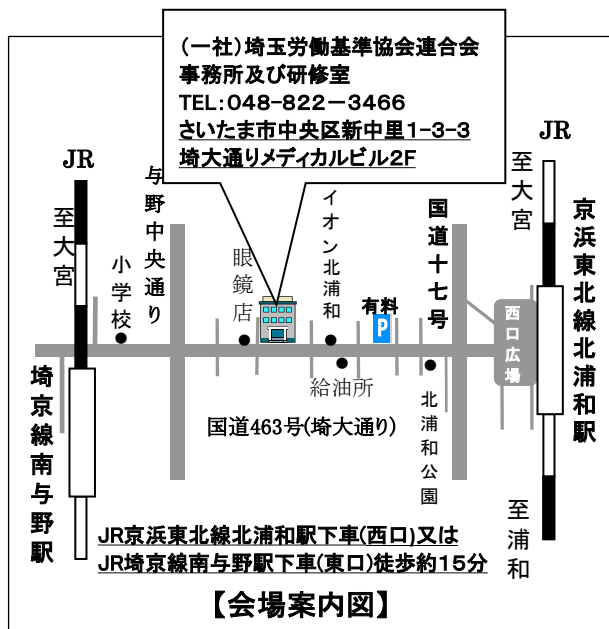 (一社)埼玉労働基準協会連合会
事務所及び研修室
TEL:048-822-3466
さいたま市中央区新中里1-3-3
埼大通りメディカルビル2F
JR
JR
至大宮
小学校
与野中央通り
眼鏡店
イオン北浦和
有料
P
国道十七号
至大宮
西口広場
京浜東北線北浦和駅
埼京線南与野駅
給油所
北浦和公園
国道463号(埼大通り)
至浦和
JR京浜東北線北浦和駅下車(西口)又は
JR埼京線南与野駅下車(東口)徒歩約15分
【会場案内図】